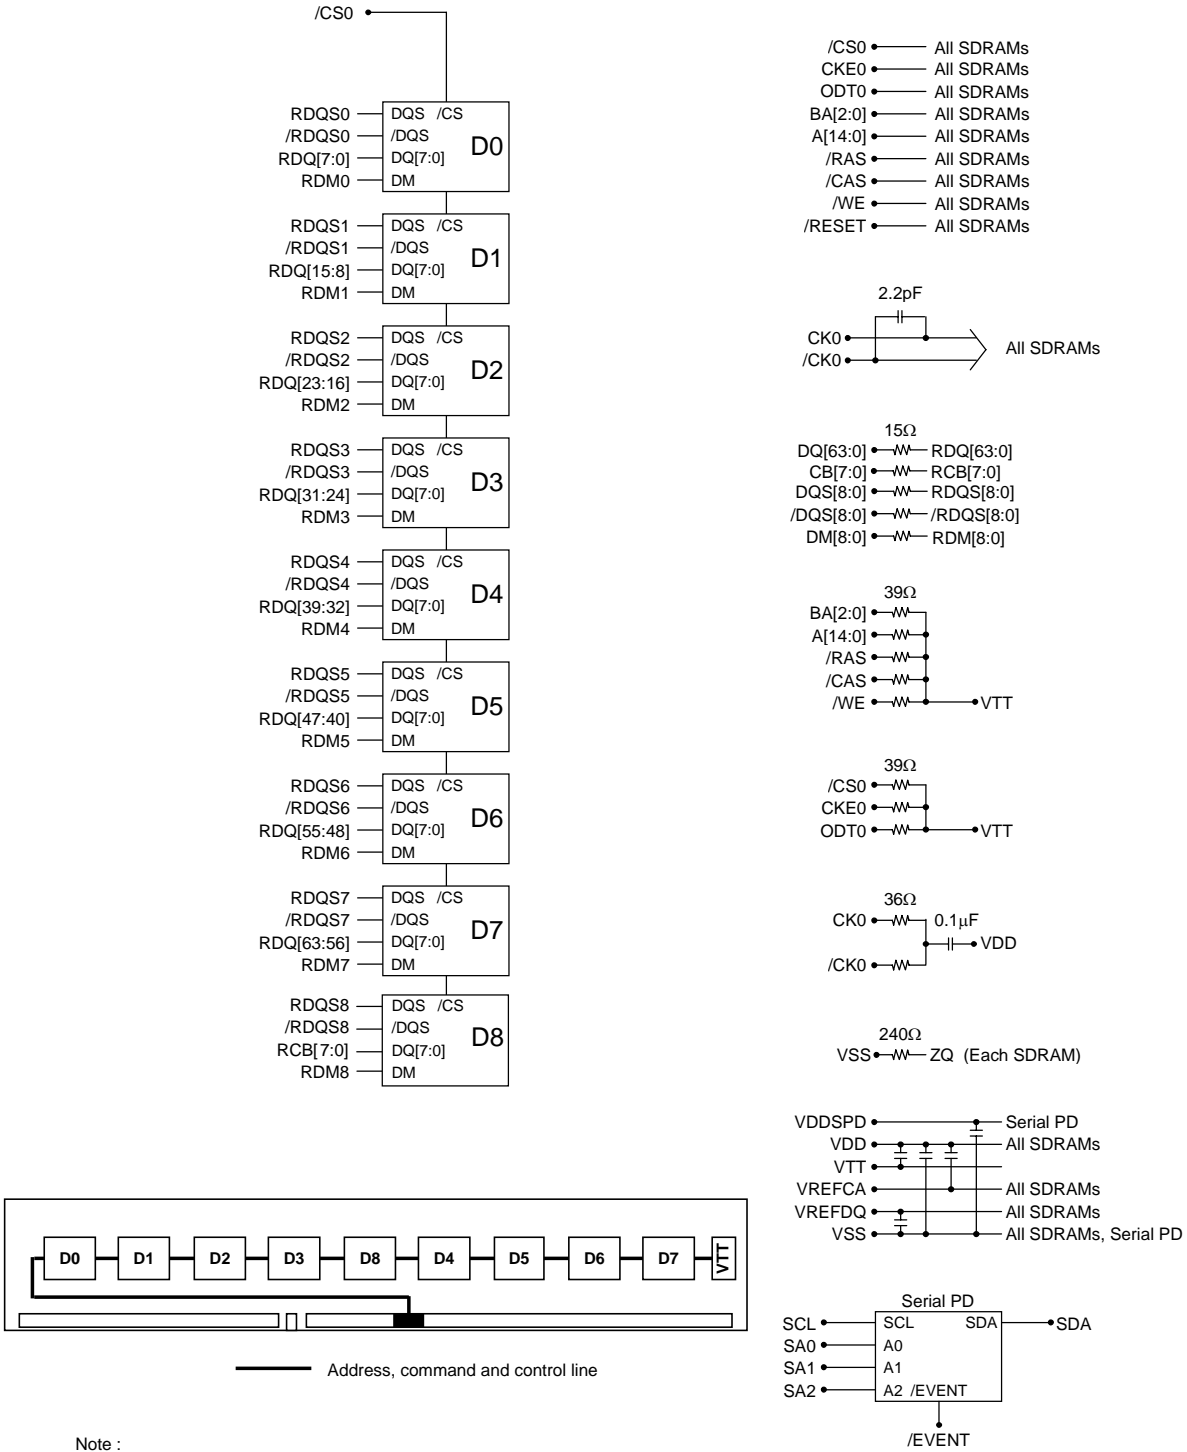 /CS0
RDQS0 DQS /CS
/RDQS0 /DQS
RDQ[7:0] DQ[7:0]
RDM0 DM
D0
RDQS1 DQS /CS
/RDQS1 /DQS
RDQ[15:8] DQ[7:0]
RDM1 DM
D1
RDQS2 DQS /CS
/RDQS2 /DQS
RDQ[23:16] DQ[7:0]
RDM2 DM
D2
RDQS3 DQS /CS
/RDQS3 /DQS
RDQ[31:24] DQ[7:0]
RDM3 DM
D3
RDQS4 DQS /CS
/RDQS4 /DQS
RDQ[39:32] DQ[7:0]
RDM4 DM
D4
RDQS5 DQS /CS
/RDQS5 /DQS
RDQ[47:40] DQ[7:0]
RDM5 DM
D5
RDQS6 DQS /CS
/RDQS6 /DQS
RDQ[55:48] DQ[7:0]
RDM6 DM
D6
RDQS7 DQS /CS
/RDQS7 /DQS
RDQ[63:56] DQ[7:0]
RDM7 DM
D7
RDQS8 DQS /CS
/RDQS8 /DQS
RCB[7:0] DQ[7:0]
RDM8 DM
D8
/CS0 All SDRAMs
CKE0 All SDRAMs
ODT0 All SDRAMs
BA[2:0] All SDRAMs
A[14:0] All SDRAMs
/RAS All SDRAMs
/CAS All SDRAMs
/WE All SDRAMs
/RESET All SDRAMs
2.2pF
CK0
/CK0
All SDRAMs
15Ω
DQ[63:0] RDQ[63:0]
CB[7:0] RCB[7:0]
DQS[8:0] RDQS[8:0]
/DQS[8:0] /RDQS[8:0]
DM[8:0] RDM[8:0]
39Ω
BA[2:0]
A[14:0]
/RAS
/CAS
/WE VTT
39Ω
/CS0
CKE0
ODT0 VTT
36Ω
CK0 0.1μF
VDD
/CK0
240Ω
VSS ZQ (Each SDRAM)
VDDSPD Serial PD
VDD All SDRAMs
VTT
VREFCA All SDRAMs
VREFDQ All SDRAMs
VSS All SDRAMs, Serial PD
D0 D1 D2 D3 D8 D4 D5 D6 D7 VTT
Address, command and control line
Serial PD
SCL SCL SDA SDA
SA0 A0
SA1 A1
SA2 A2 /EVENT
/EVENT
Note :